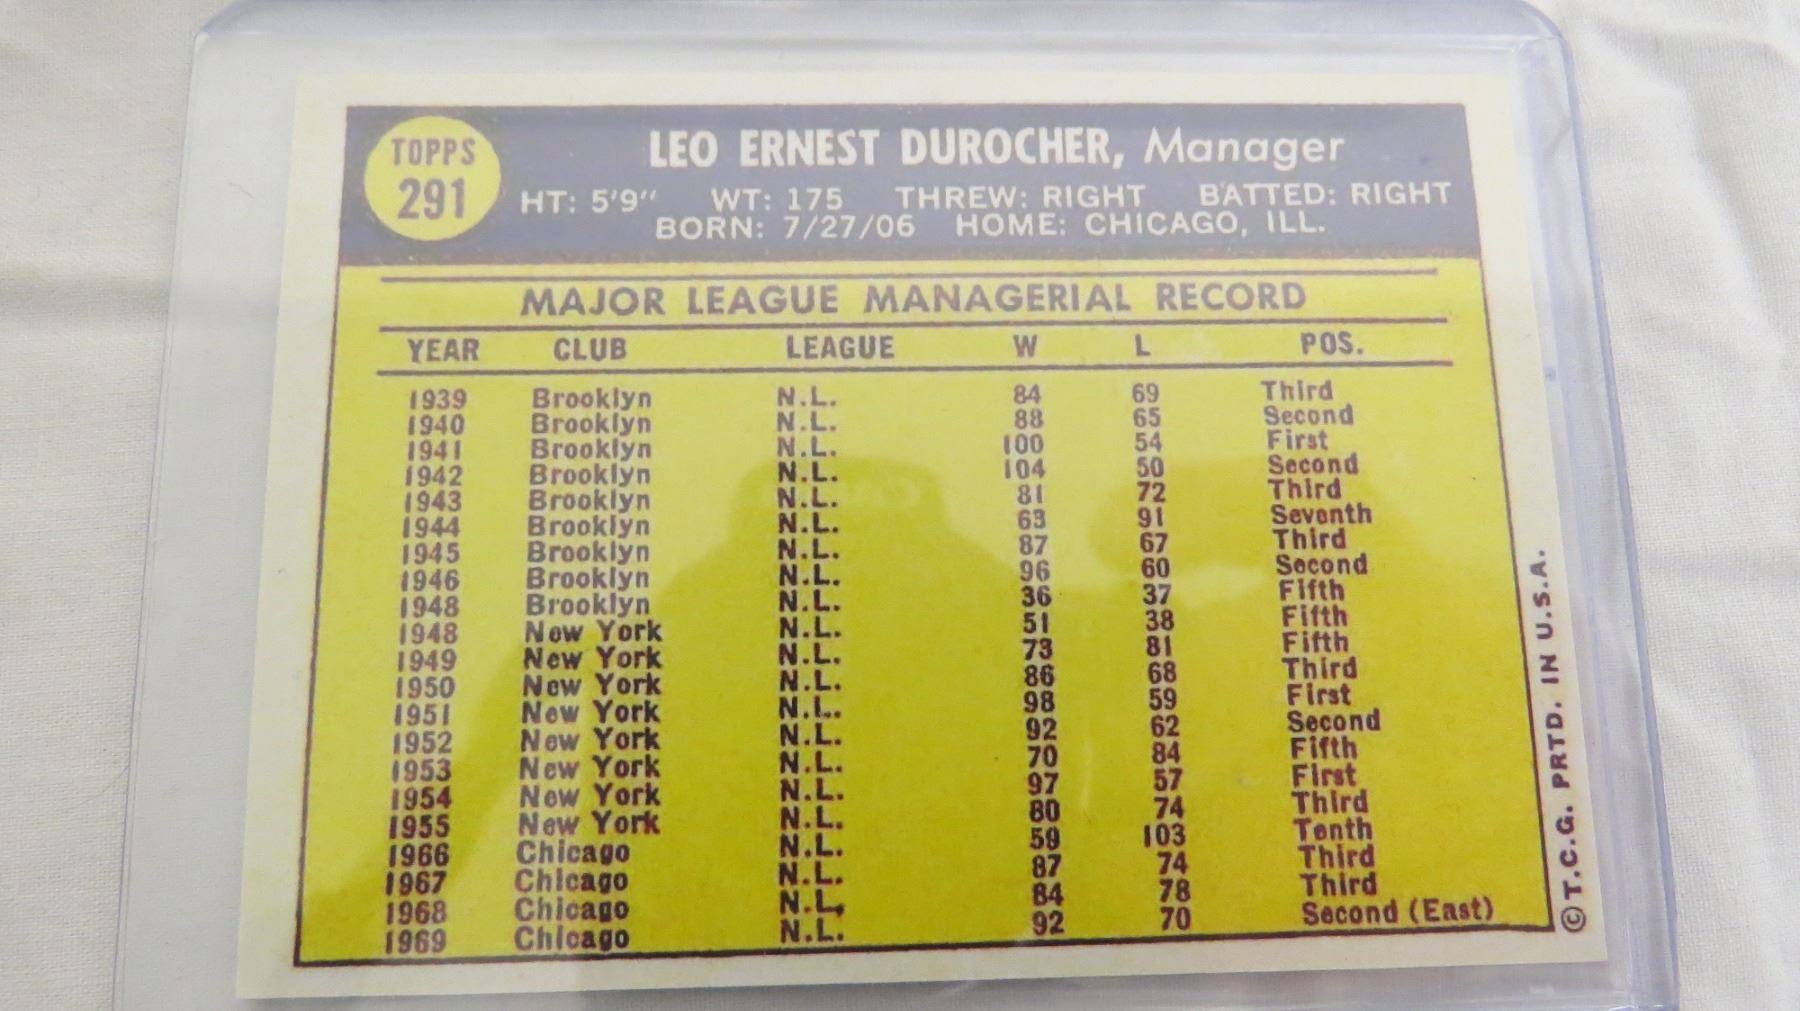 TOPPS
291
LEO ERNEST DUROCHER, Manager
HT: 5'9" WT: 175 THREW: RIGHT BATTED: RIGHT
BORN: 7/27/06 HOME: CHICAGO, ILL.
MAJOR LEAGUE MANAGERIAL RECORD
YEAR CLUB LEAGUE W L POS.
1939 Brooklyn N.L. 84 69 Third
1940 Brooklyn N.L. 88 65 Second
1941 Brooklyn N.L. 100 54 First
1942 Brooklyn N.L. 104 50 Second
1943 Brooklyn N.L. 81 72 Third
1944 Brooklyn N.L. 63 91 Seventh
1945 Brooklyn N.L. 87 67 Third
1946 Brooklyn N.L. 96 60 Second
1948 Brooklyn N.L. 36 37 Fifth
1948 New York N.L. 51 38 Fifth
1949 New York N.L. 73 81 Fifth
1950 New York N.L. 86 68 Third
1951 New York N.L. 98 59 First
1952 New York N.L. 92 62 Second
1953 New York N.L. 70 84 Fifth
1954 New York N.L. 97 57 First
1955 New York N.L. 80 74 Third
1966 Chicago N.L. 59 103 Tenth
1967 Chicago N.L. 87 74 Third
1968 Chicago N.L. 84 78 Third
1969 Chicago N.L. 92 70 Second (East)
©T.C.G. PRTD. IN U.S.A.